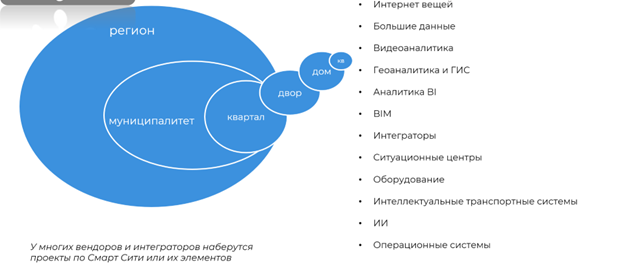 регион
муниципалитет
квартал
двор
дом
кв
У многих вендоров и интеграторов наберутся
проекты по Смарт Сити или их элементов
• Интернет вещей
• Большие данные
• Видеоаналитика
• Геоаналитика и ГИС
• Аналитика BI
• BIM
• Интеграторы
• Ситуационные центры
• Оборудование
• Интеллектуальные транспортные системы
• ИИ
• Операционные системы